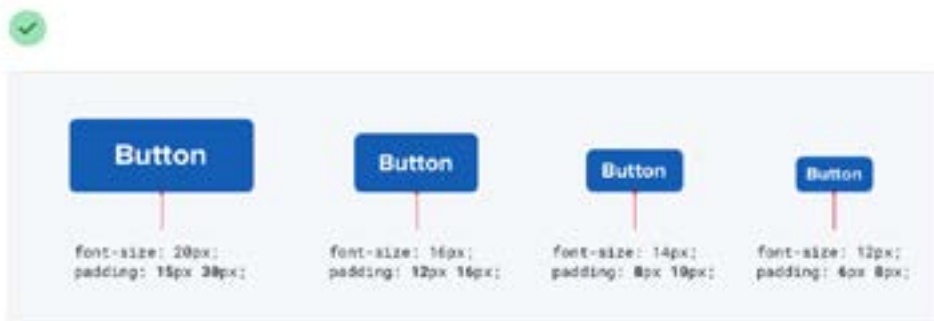 Button
Button
Button
Button
font-size: 20px;
padding: 15px 30px;
font-size: 16px;
padding: 12px 16px;
font-size: 14px;
padding: 8px 10px;
font-size: 12px;
padding: 6px 8px;